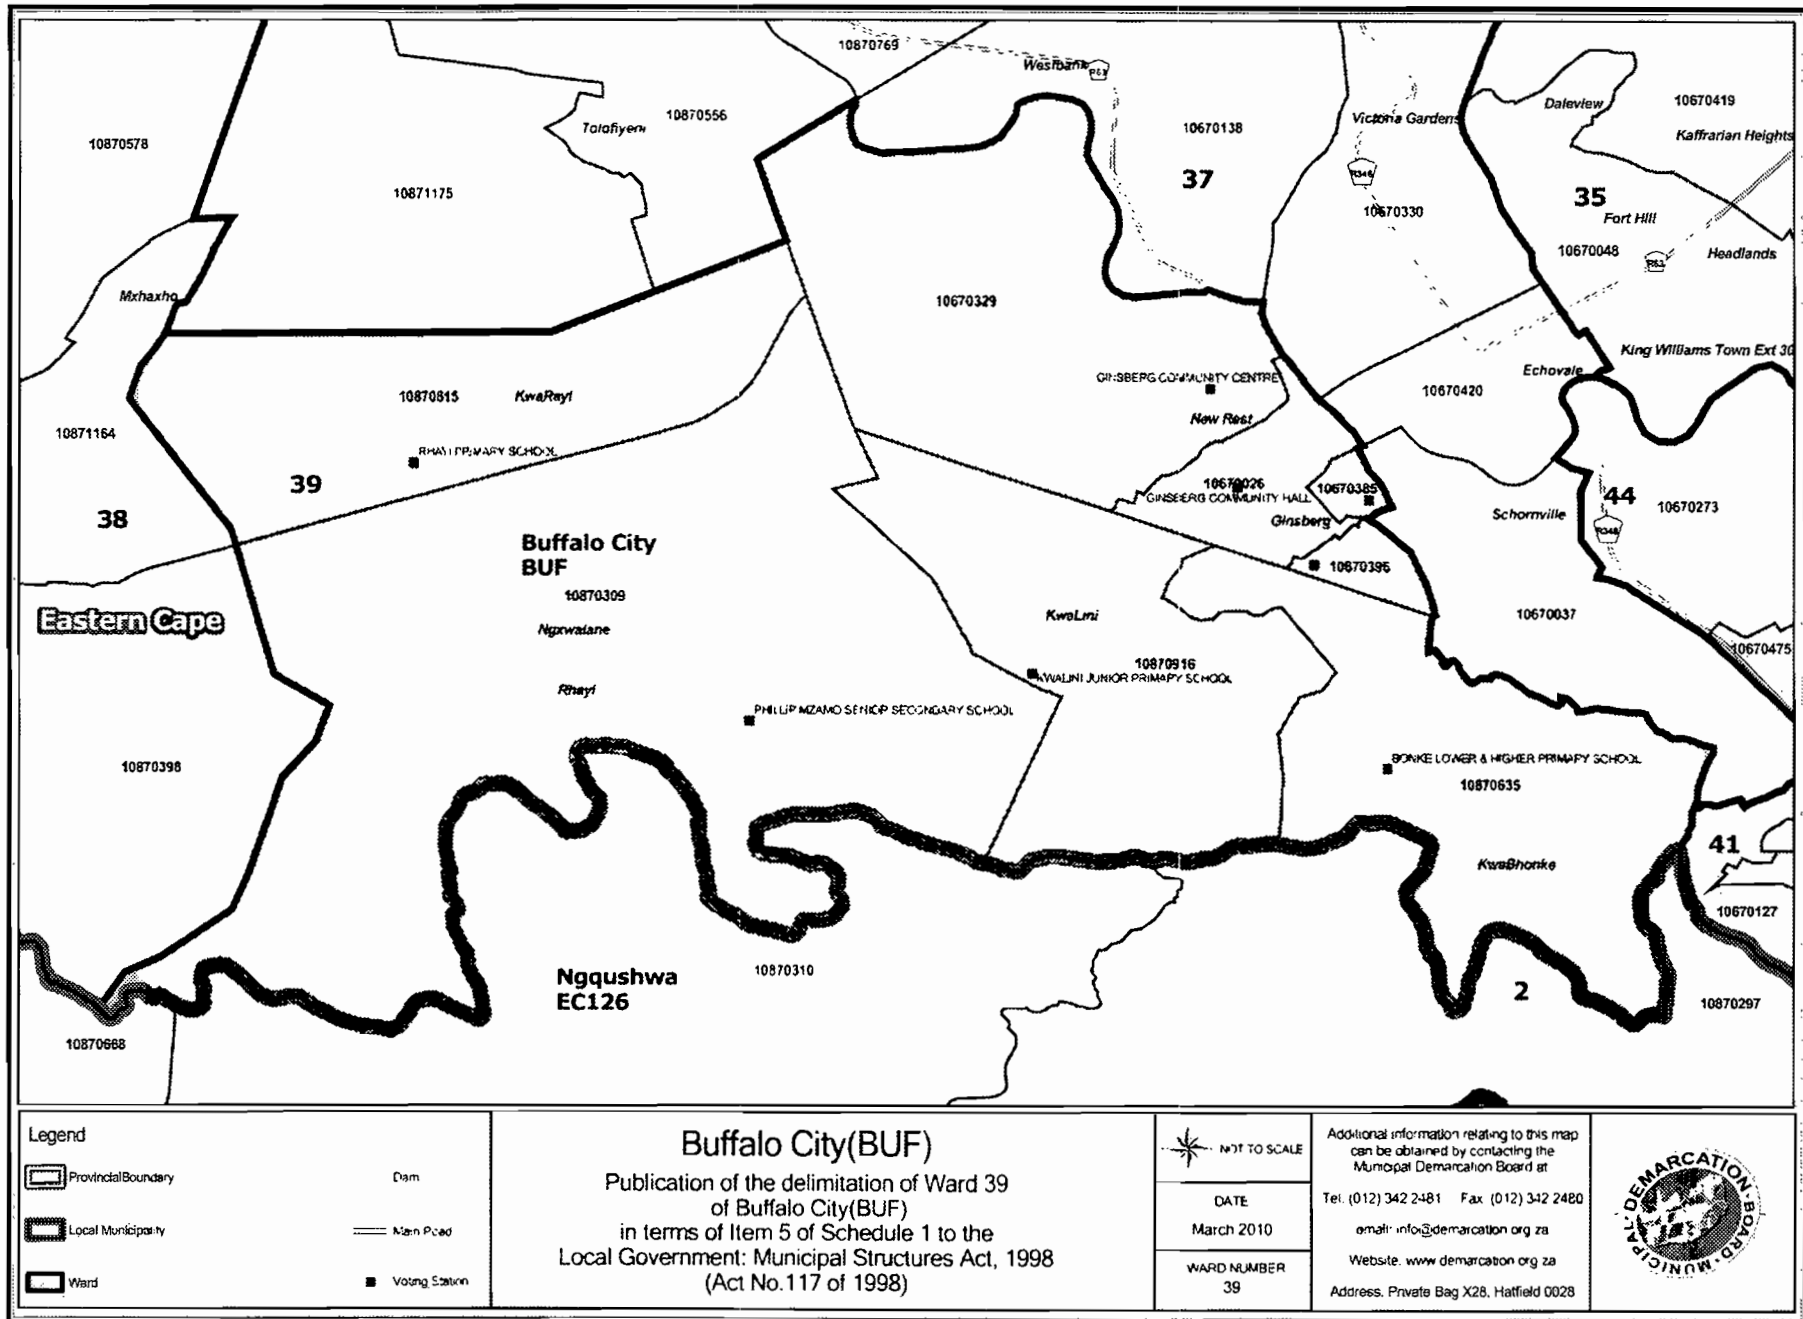 10870769
Westbank
R63
10870578
Tolofiyeni
10870556
10670138
Victoria Gardens
Daleview
10670419
Kaffrarian Heights
10871175
37
R346
10670330
35
Fort Hill
10670048
R63
Headlands
Mxhaxho
10670329
King Williams Town Ext 30
Echovale
GINSBERG COMMUNITY CENTRE
10870815
KwaRayi
10670420
New Rest
10871164
RHAYI PRIMARY SCHOOL
39
10670026
GINSBERG COMMUNITY HALL
10670385
44
10670273
38
Ginsberg
Schornville
R346
Buffalo City
BUF
10670396
10870309
Eastern Cape
Ngxwalane
KwaLini
10670037
10870916
KWALINI JUNIOR PRIMARY SCHOOL
10670475
Rhayi
PHILLIP MZAMO SENIOR SECONDARY SCHOOL
10870398
BONKE LOWER & HIGHER PRIMARY SCHOOL
10870635
41
KwaBhonke
10670127
Ngqushwa
EC126
10870310
2
10870297
10870668
Legend
Provincial Boundary
Dam
Local Municipality
Main Road
Ward
Voting Station
Buffalo City(BUF)
Publication of the delimitation of Ward 39
of Buffalo City(BUF)
in terms of Item 5 of Schedule 1 to the
Local Government: Municipal Structures Act, 1998
(Act No.117 of 1998)
NOT TO SCALE
DATE
March 2010
WARD NUMBER
39
Additional information relating to this map
can be obtained by contacting the
Municipal Demarcation Board at
Tel. (012) 342 2481 Fax (012) 342 2480
email: info@demarcation org za
Website. www demarcation org za
Address. Private Bag X28, Hatfield 0028
MUNICIPAL DEMARCATION BOARD